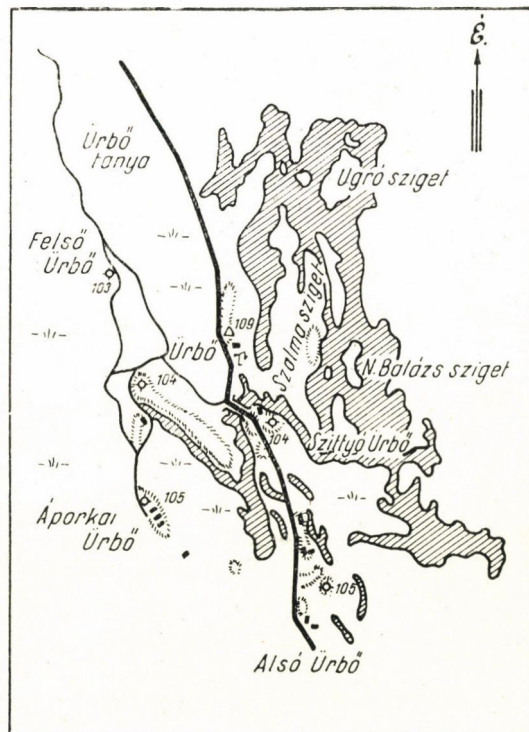 É.
Ürbő
tanya
Ugró sziget
Felső
Ürbő
103
109
Szalma sziget
Ürbő
104
N.Balázs sziget
104
Szittyó Ürbő
105
Áporkai
Ürbő
105
Alsó Ürbő